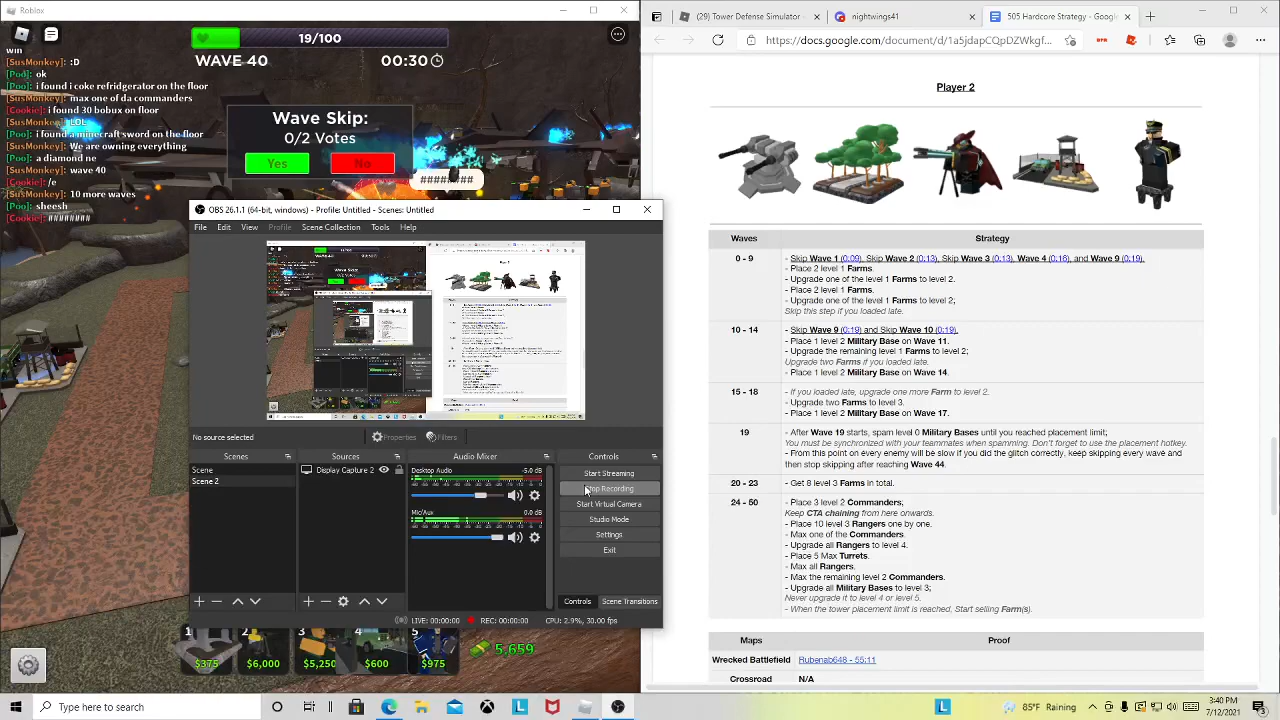 Roblox
19/100
WAVE 40
00:30
win
[SusMonkey]: :D
[Poo]: ok
[Poo]: i found i coke refridgerator on the floor
[SusMonkey]: max one of da commanders
[Cookie]: i found 30 bobux on floor
[SusMonkey]: LOL
[Poo]: i found a minecraft sword on the floor
[SusMonkey]: We are owning everything
[Poo]: a diamond ne
[SusMonkey]: wave 40
[Cookie]: /e
[SusMonkey]: 10 more waves
[Poo]: sheesh
[Cookie]: ########
Wave Skip:
0/2 Votes
Yes No
########
OBS 26.1.1 (64-bit, windows) - Profile: Untitled - Scenes: Untitled
File Edit View Profile Scene Collection Tools Help
No source selected
Properties Filters
Scenes Sources Audio Mixer Controls
Scene
Scene 2
Display Capture 2
Desktop Audio -5.0 dB
Mic/Aux 0.0 dB
Start Streaming
Stop Recording
Start Virtual Camera
Studio Mode
Settings
Exit
Controls Scene Transitions
LIVE: 00:00:00 REC: 00:00:00 CPU: 2.9%, 30.00 fps
1 2 3 4 5
$375 $6,000 $5,250 $600 $975
5,659
(29) Tower Defense Simulator
nightwings41
505 Hardcore Strategy - Goog
https://docs.google.com/document/d/1a5jdapCQpDZWkgf...
Player 2
Waves Strategy
0 - 9
- Skip Wave 1 (0:09), Skip Wave 2 (0:13), Skip Wave 3 (0:13), Wave 4 (0:18), and Wave 9 (0:19).
- Place 2 level 1 Farms.
- Upgrade one of the level 1 Farms to level 2.
- Place 2 level 1 Farms.
- Upgrade one of the level 1 Farms to level 2;
Skip this step if you loaded late.
10 - 14
- Skip Wave 9 (0:19) and Skip Wave 10 (0:19).
- Place 1 level 2 Military Base on Wave 11.
- Upgrade the remaining level 1 Farms to level 2;
Upgrade two Farms if you loaded late.
- Place 1 level 2 Military Base on Wave 14.
15 - 18
- If you loaded late, upgrade one more Farm to level 2.
- Upgrade two Farms to level 3.
- Place 1 level 2 Military Base on Wave 17.
19
- After Wave 19 starts, spam level 0 Military Bases until you reached placement limit;
You must be synchronized with your teammates when spamming. Don't forget to use the placement hotkey.
- From this point on every enemy will be slow if you did the glitch correctly, keep skipping every wave and
then stop skipping after reaching Wave 44.
20 - 23
- Get 8 level 3 Farms in total.
24 - 50
- Place 3 level 2 Commanders;
Keep CTA chaining from here onwards.
- Place 10 level 3 Rangers one by one.
- Max one of the Commanders.
- Upgrade all Rangers to level 4.
- Place 5 Max Turrets.
- Max all Rangers.
- Max the remaining level 2 Commanders.
- Upgrade all Military Bases to level 3;
Never upgrade it to level 4 or level 5.
- When the tower placement limit is reached, Start selling Farm(s).
Maps Proof
Wrecked Battlefield Rubenab648 - 55:11
Crossroad N/A
Type here to search
85°F Raining
3:40 PM
7/12/2021